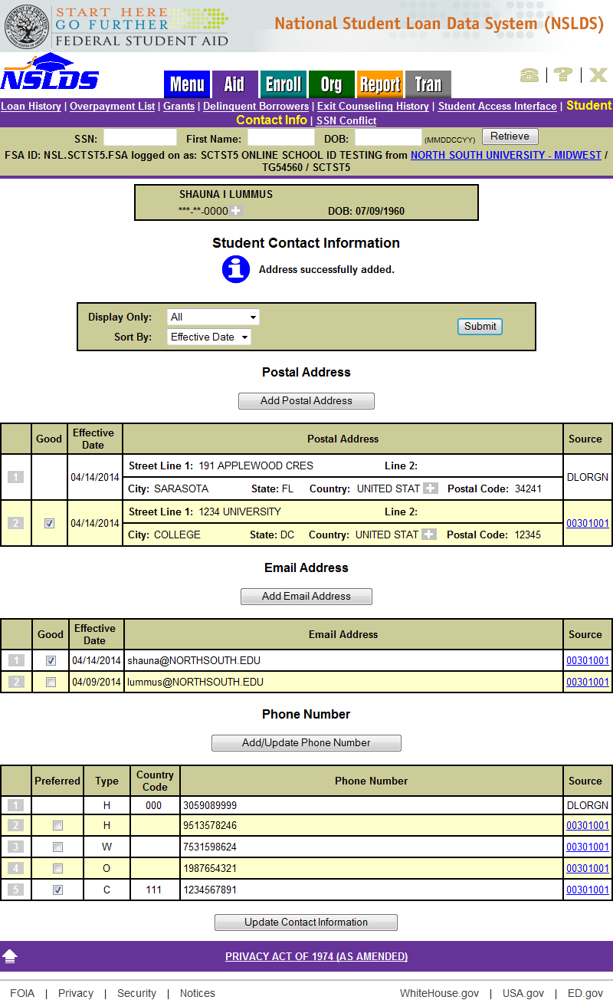 START HERE
GO FURTHER
FEDERAL STUDENT AID
National Student Loan Data System (NSLDS)
NSLDS
Menu Aid Enroll Org Report Tran
Loan History | Overpayment List | Grants | Delinquent Borrowers | Exit Counseling History | Student Access Interface | Student
Contact Info | SSN Conflict
SSN: First Name: DOB: (MMDDCCYY) Retrieve
FSA ID: NSL.SCTST5.FSA logged on as: SCTST5 ONLINE SCHOOL ID TESTING from NORTH SOUTH UNIVERSITY - MIDWEST /
TG54560 / SCTST5
SHAUNA I LUMMUS
***-**-0000 DOB: 07/09/1960
Student Contact Information
Address successfully added.
Display Only: All
Submit
Sort By: Effective Date
Postal Address
Add Postal Address
Good Effective Date Postal Address Source
1 04/14/2014 Street Line 1: 191 APPLEWOOD CRES Line 2: DLORGN
City: SARASOTA State: FL Country: UNITED STAT Postal Code: 34241
2 04/14/2014 Street Line 1: 1234 UNIVERSITY Line 2: 00301001
City: COLLEGE State: DC Country: UNITED STAT Postal Code: 12345
Email Address
Add Email Address
Good Effective Date Email Address Source
1 04/14/2014 shauna@NORTHSOUTH.EDU 00301001
2 04/09/2014 lummus@NORTHSOUTH.EDU 00301001
Phone Number
Add/Update Phone Number
Preferred Type Country Code Phone Number Source
1 H 000 3059089999 DLORGN
2 H 9513578246 00301001
3 W 7531598624 00301001
4 O 1987654321 00301001
5 C 111 1234567891 00301001
Update Contact Information
PRIVACY ACT OF 1974 (AS AMENDED)
FOIA | Privacy | Security | Notices WhiteHouse.gov | USA.gov | ED.gov